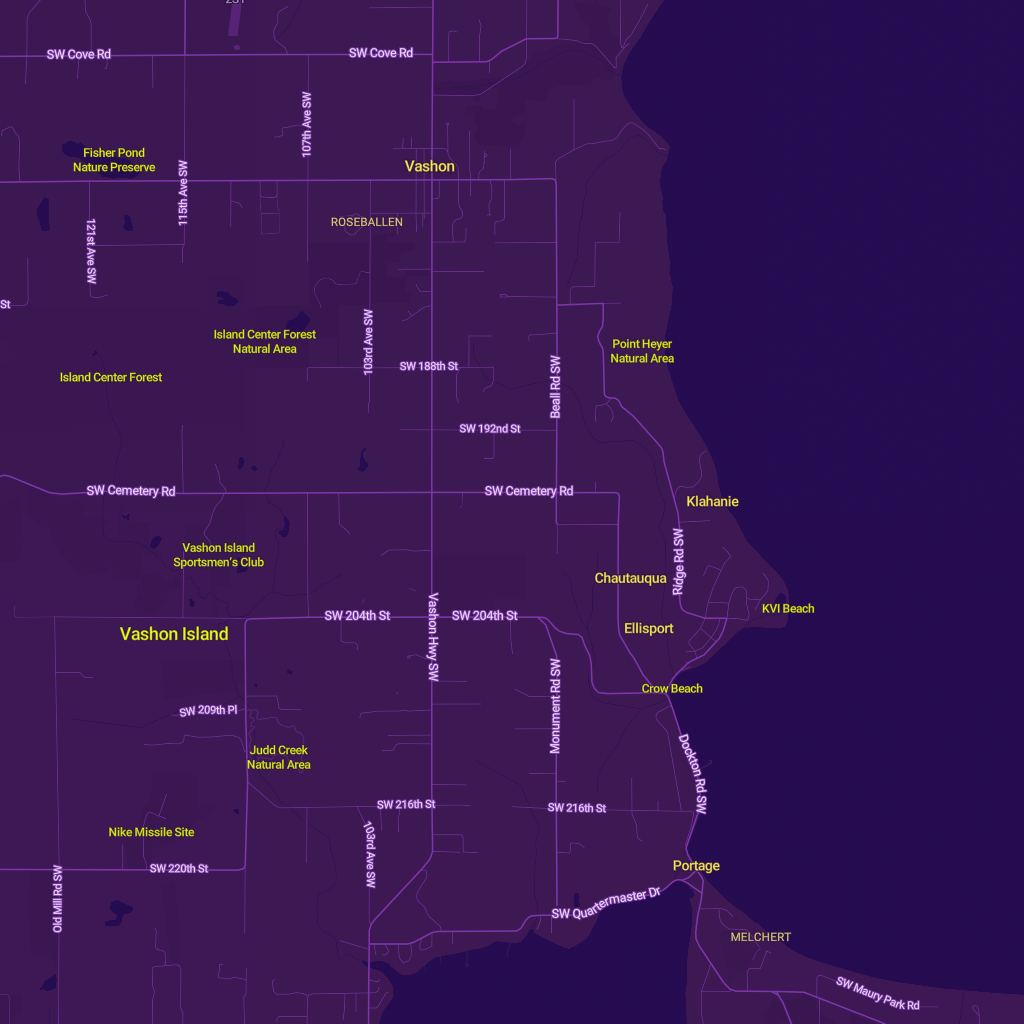 SW Cove Rd
SW Cove Rd
107th Ave SW
Fisher Pond
Nature Preserve
Vashon
115th Ave SW
ROSEBALLEN
121st Ave SW
St
Island Center Forest
Natural Area
103rd Ave SW
Point Heyer
Natural Area
SW 188th St
Island Center Forest
Beall Rd SW
SW 192nd St
SW Cemetery Rd
SW Cemetery Rd
Klahanie
Vashon Island
Sportsmen's Club
Ridge Rd SW
Chautauqua
KVI Beach
SW 204th St
SW 204th St
Vashon Hwy SW
Ellisport
Vashon Island
Crow Beach
SW 209th Pl
Monument Rd SW
Judd Creek
Natural Area
Dockton Rd SW
SW 216th St
SW 216th St
Nike Missile Site
103rd Ave SW
SW 220th St
Portage
Old Mill Rd SW
SW Quartermaster Dr
MELCHERT
SW Maury Park Rd